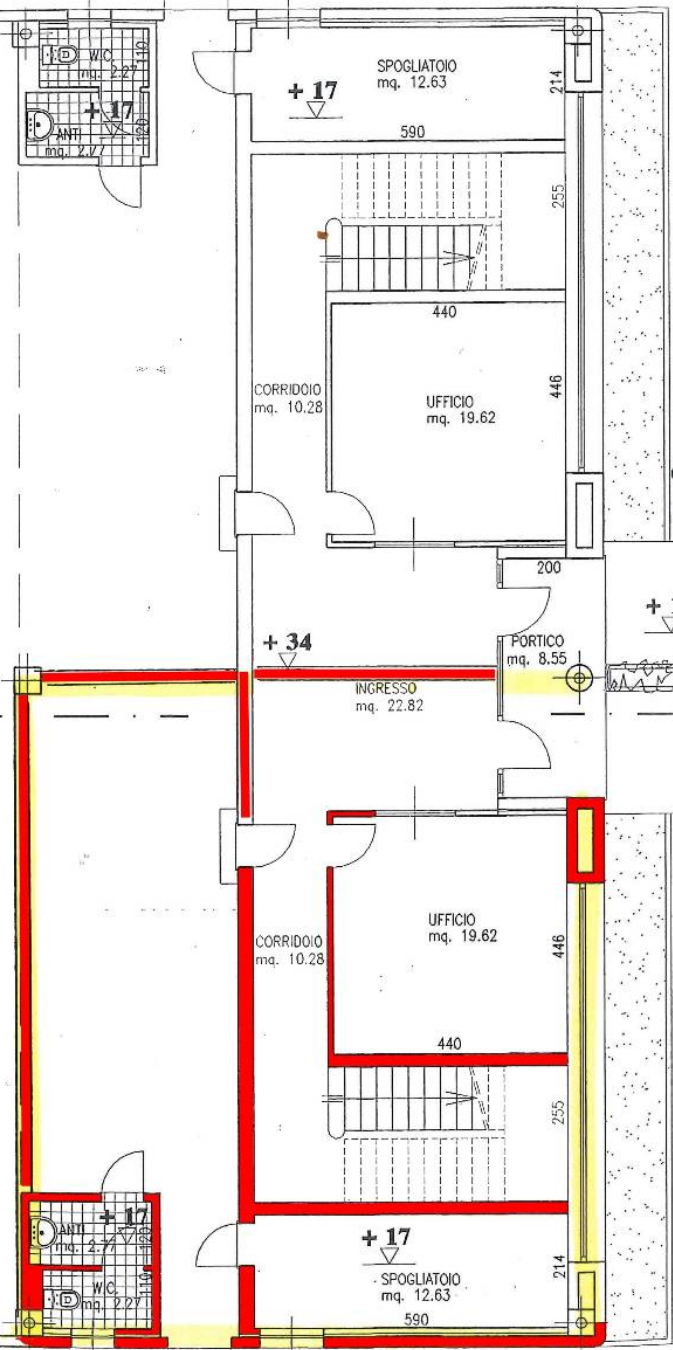 W.C.
mq. 2.27
110
+ 17
ANTI
mq. 2.77
120
SPOGLIATOIO
mq. 12.63
+ 17
214
590
255
440
CORRIDOIO
mq. 10.28
UFFICIO
mq. 19.62
446
200
+ 34
PORTICO
mq. 8.55
INGRESSO
mq. 22.82
CORRIDOIO
mq. 10.28
UFFICIO
mq. 19.62
446
440
255
ANTI
mq. 2.77
+ 17
120
W.C.
mq. 2.27
110
+ 17
SPOGLIATOIO
mq. 12.63
214
590